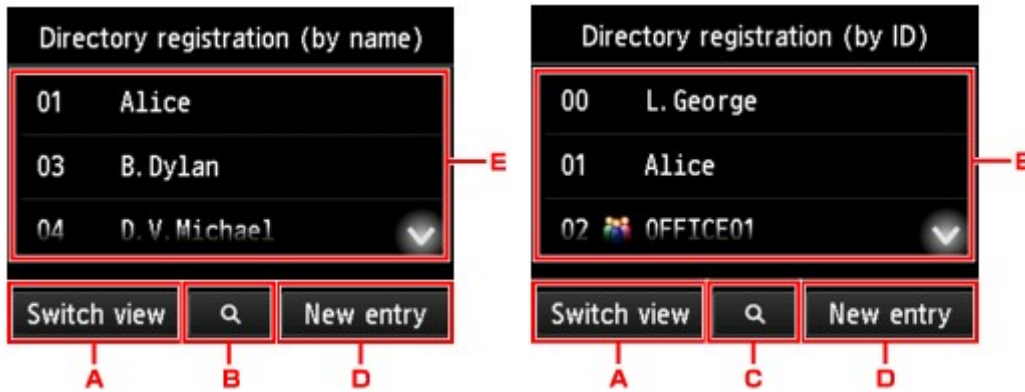 Directory registration (by name)
01 Alice
03 B.Dylan
04 D.V.Michael
E
Switch view
New entry
A
B
D
Directory registration (by ID)
00 L.George
01 Alice
02 OFFICE01
E
Switch view
New entry
A
C
D